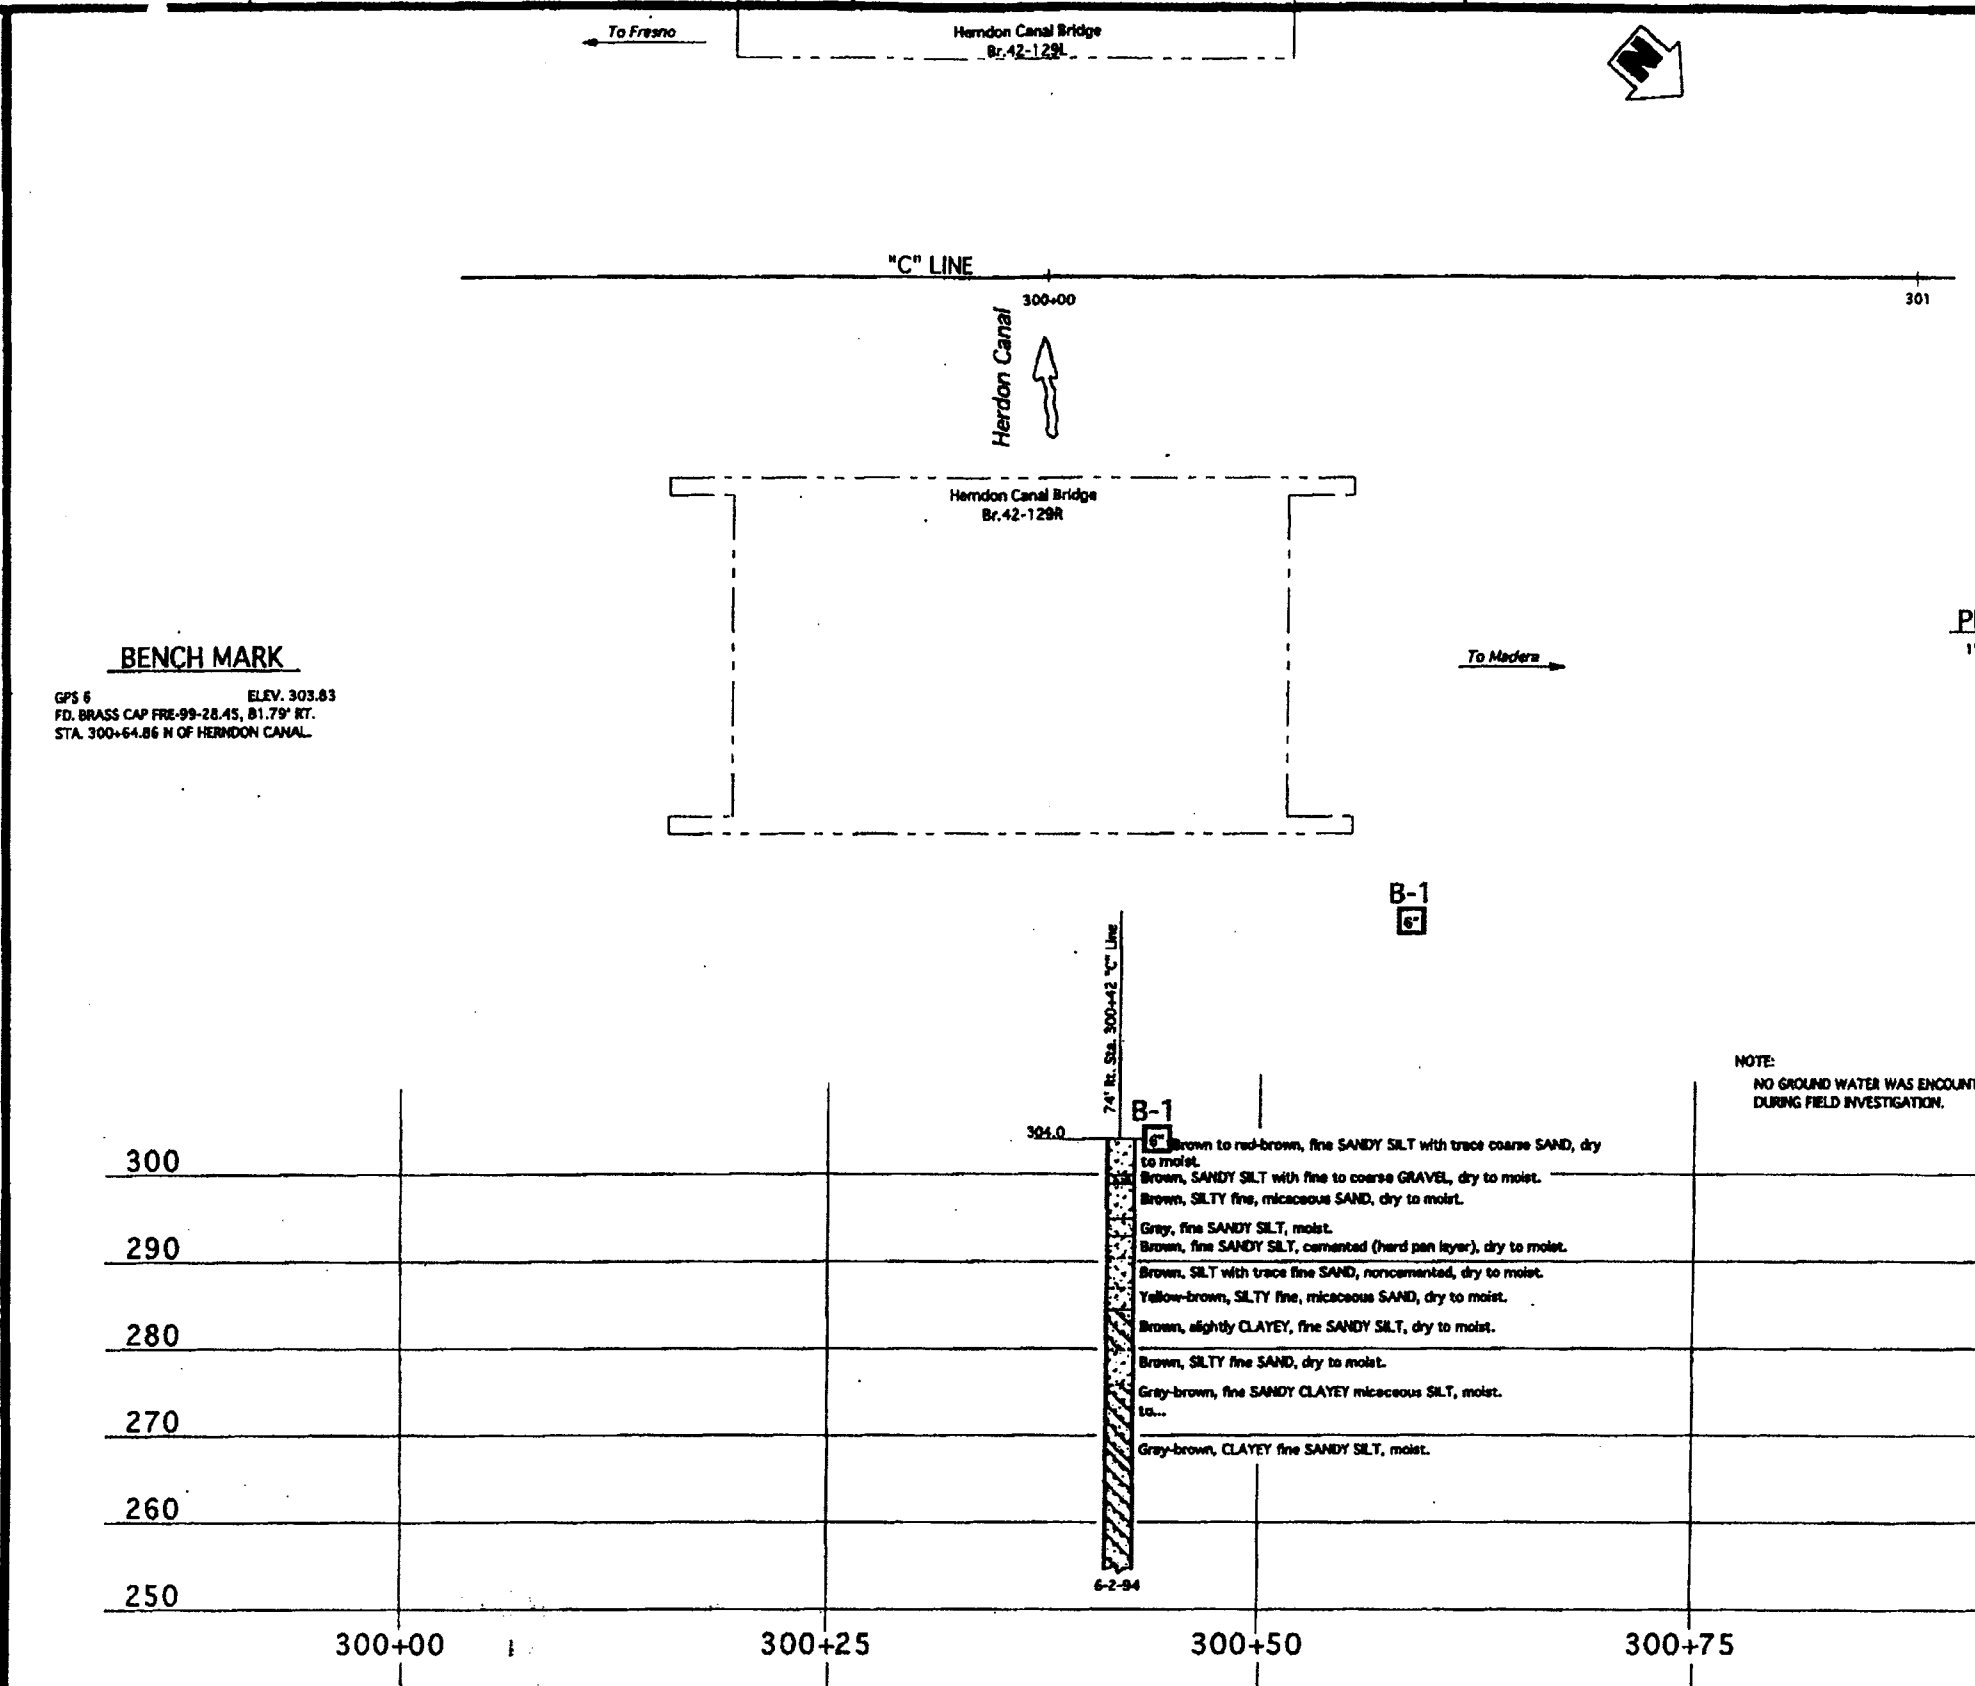 To Fresno
Herndon Canal Bridge
Br.42-129L
N
"C" LINE
300+00
301
Herdon Canal
Herndon Canal Bridge
Br.42-129R
BENCH MARK
GPS 6 ELEV. 303.83
FD. BRASS CAP FRE-99-28.45, 81.79' RT.
STA. 300+64.86 N OF HERNDON CANAL.
To Madera
1"
B-1
6"
74' Rt. Sta. 300+42 "C" Line
NOTE:
NO GROUND WATER WAS ENCOUNT
DURING FIELD INVESTIGATION.
B-1
6"
304.0
Brown to red-brown, fine SANDY SILT with trace coarse SAND, dry
to moist.
Brown, SANDY SILT with fine to coarse GRAVEL, dry to moist.
Brown, SILTY fine, micaceous SAND, dry to moist.
Gray, fine SANDY SILT, moist.
Brown, fine SANDY SILT, cemented (hard pan layer), dry to moist.
Brown, SILT with trace fine SAND, noncemented, dry to moist.
Yellow-brown, SILTY fine, micaceous SAND, dry to moist.
Brown, slightly CLAYEY, fine SANDY SILT, dry to moist.
Brown, SILTY fine SAND, dry to moist.
Gray-brown, fine SANDY CLAYEY micaceous SILT, moist.
to...
Gray-brown, CLAYEY fine SANDY SILT, moist.
6-2-94
300
290
280
270
260
250
300+00
300+25
300+50
300+75